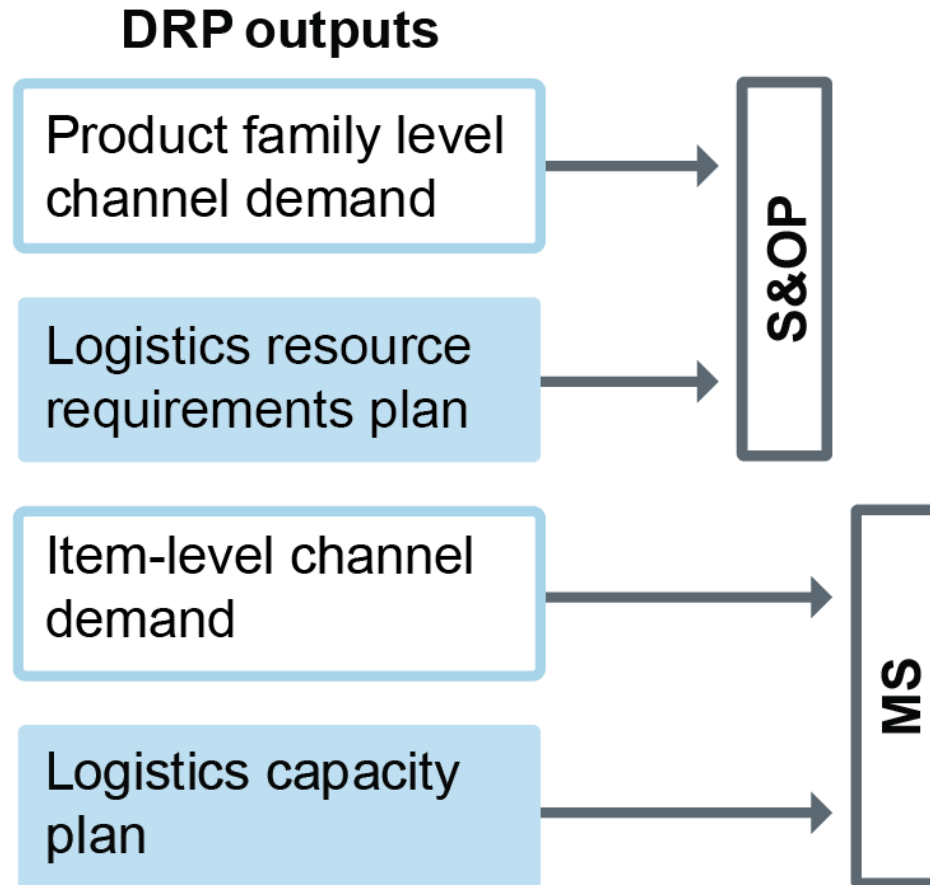 DRP outputs
Product family level
channel demand
S&OP
Logistics resource
requirements plan
Item-level channel
demand
MS
Logistics capacity
plan